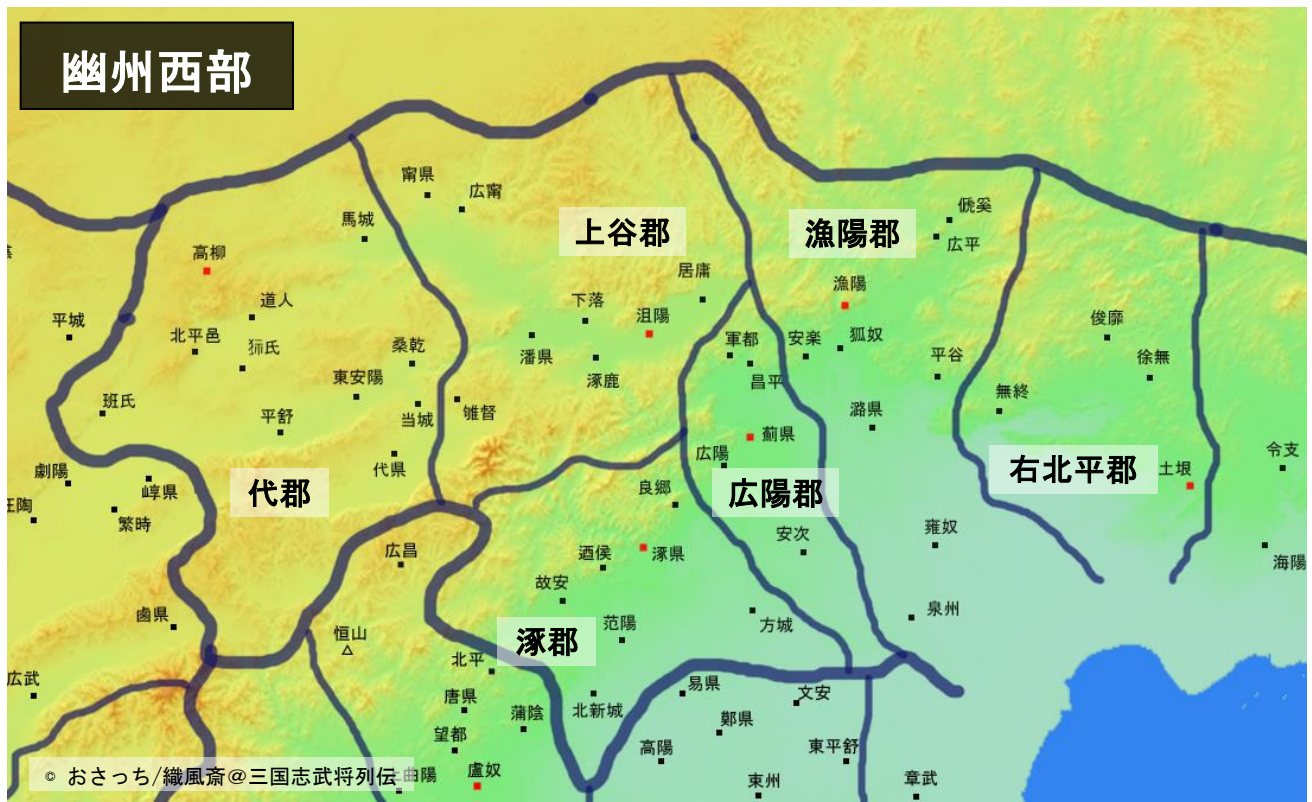 幽州西部
甯県
広甯
馬城
上谷郡
漁陽郡
傂奚
広平
高柳
居庸
漁陽
道人
下落
沮陽
平城
北平邑
狋氏
桑乾
潘県
涿鹿
軍都
昌平
安楽
狐奴
平谷
俊靡
徐無
無終
東安陽
当城
雊瞀
班氏
平舒
代県
薊県
潞県
広陽
広陽郡
右北平郡
土垠
令支
劇陽
崞県
代郡
繁時
良郷
広昌
安次
雍奴
海陽
涿県
遒侯
故安
鹵県
恒山
范陽
方城
泉州
涿郡
北平
広武
唐県
易県
文安
蒲陰
北新城
鄚県
望都
高陽
東平舒
盧奴
東州
章武
© おさっち/織風斎@三国志武将列伝